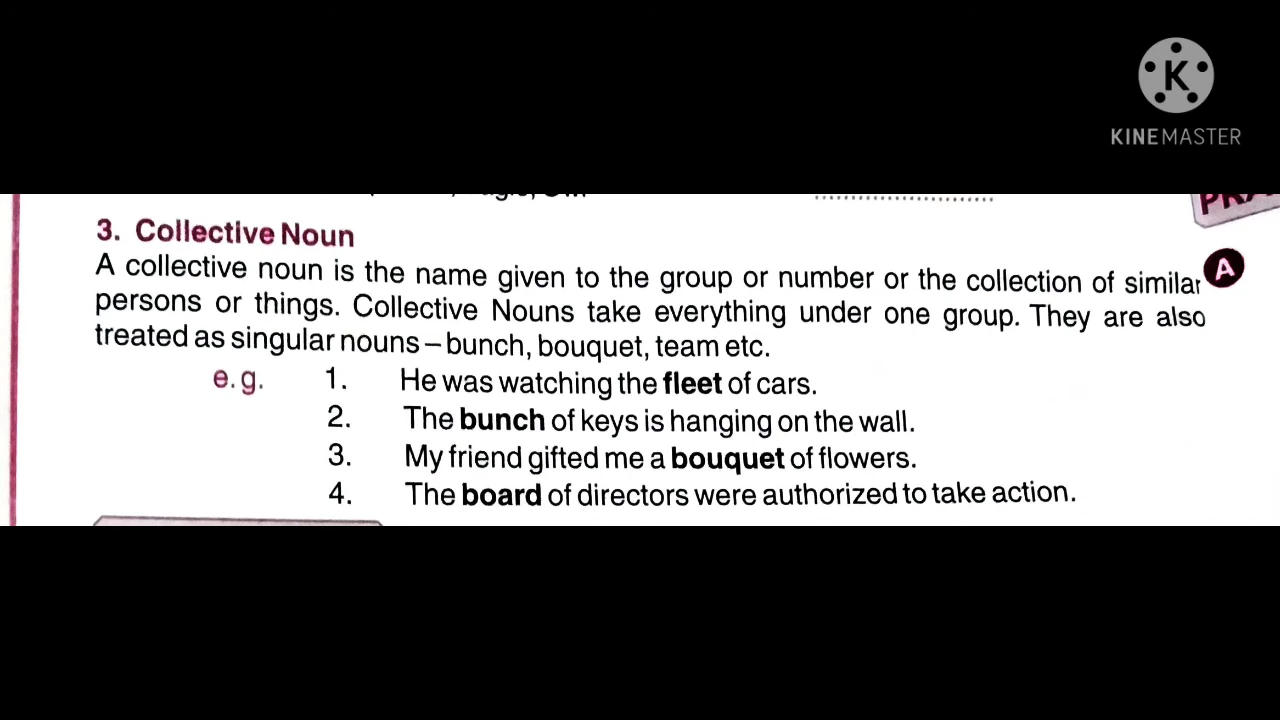 K
KINEMASTER
3. Collective Noun
A collective noun is the name given to the group or number or the collection of similar
persons or things. Collective Nouns take everything under one group. They are also
treated as singular nouns – bunch, bouquet, team etc.
e.g. 1. He was watching the fleet of cars.
2. The bunch of keys is hanging on the wall.
3. My friend gifted me a bouquet of flowers.
4. The board of directors were authorized to take action.
A